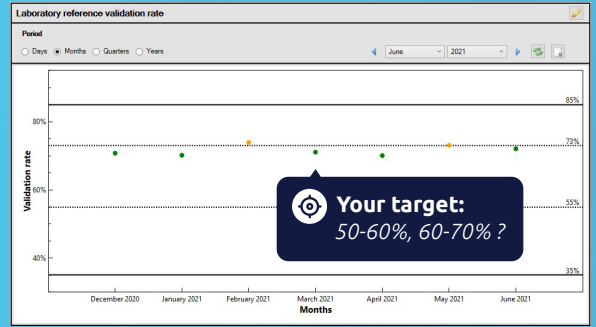 Laboratory reference validation rate
Period
Days Months Quarters Years
June 2021
85%
80%
73%
Validation rate
60%
55%
Your target:
50-60%, 60-70% ?
40%
35%
December 2020 January 2021 February 2021 March 2021 April 2021 May 2021 June 2021
Months